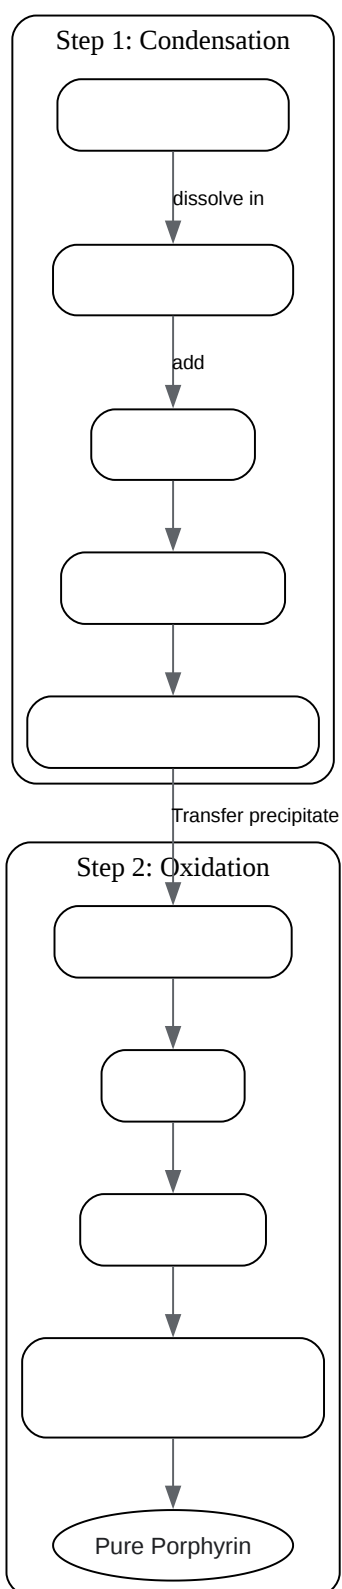 Step 1: Condensation
dissolve in
add
Transfer precipitate
Step 2: Oxidation
Pure Porphyrin